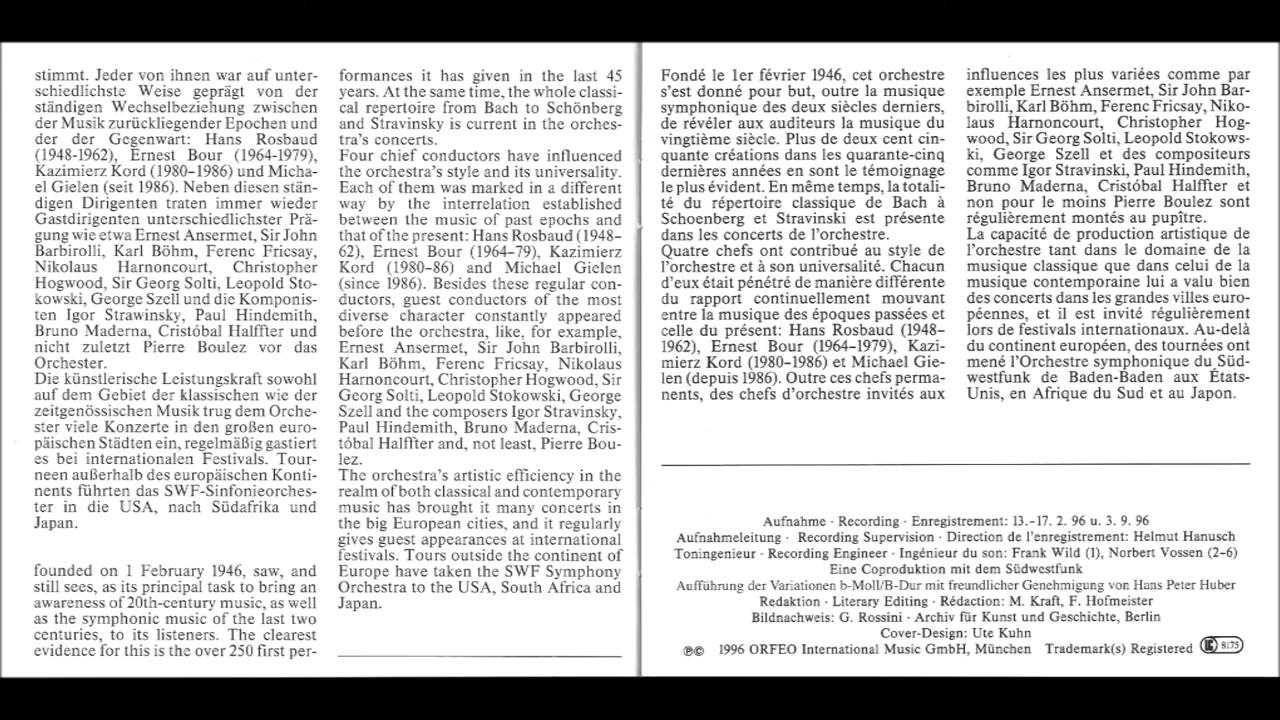 stimmt. Jeder von ihnen war auf unter-
schiedlichste Weise geprägt von der
ständigen Wechselbeziehung zwischen
der Musik zurückliegender Epochen und
der der Gegenwart: Hans Rosbaud
(1948-1962), Ernest Bour (1964-1979),
Kazimierz Kord (1980-1986) und Micha-
el Gielen (seit 1986). Neben diesen stän-
digen Dirigenten traten immer wieder
Gastdirigenten unterschiedlichster Prä-
gung wie etwa Ernest Ansermet, Sir John
Barbirolli, Karl Böhm, Ferenc Fricsay,
Nikolaus Harnoncourt, Christopher
Hogwood, Sir Georg Solti, Leopold Sto-
kowski, George Szell und die Komponis-
ten Igor Strawinsky, Paul Hindemith,
Bruno Maderna, Cristóbal Halffter und
nicht zuletzt Pierre Boulez vor das
Orchester.
Die künstlerische Leistungskraft sowohl
auf dem Gebiet der klassischen wie der
zeitgenössischen Musik trug dem Orche-
ster viele Konzerte in den großen euro-
päischen Städten ein, regelmäßig gastiert
es bei internationalen Festivals. Tour-
neen außerhalb des europäischen Konti-
nents führten das SWF-Sinfonieorches-
ter in die USA, nach Südafrika und
Japan.
founded on 1 February 1946, saw, and
still sees, as its principal task to bring an
awareness of 20th-century music, as well
as the symphonic music of the last two
centuries, to its listeners. The clearest
evidence for this is the over 250 first per-
formances it has given in the last 45
years. At the same time, the whole classi-
cal repertoire from Bach to Schönberg
and Stravinsky is current in the orches-
tra's concerts.
Four chief conductors have influenced
the orchestra's style and its universality.
Each of them was marked in a different
way by the interrelation established
between the music of past epochs and
that of the present: Hans Rosbaud (1948–
62), Ernest Bour (1964–79), Kazimierz
Kord (1980–86) and Michael Gielen
(since 1986). Besides these regular con-
ductors, guest conductors of the most
diverse character constantly appeared
before the orchestra, like, for example,
Ernest Ansermet, Sir John Barbirolli,
Karl Böhm, Ferenc Fricsay, Nikolaus
Harnoncourt, Christopher Hogwood, Sir
Georg Solti, Leopold Stokowski, George
Szell and the composers Igor Stravinsky,
Paul Hindemith, Bruno Maderna, Cris-
tóbal Halffter and, not least, Pierre Bou-
lez.
The orchestra's artistic efficiency in the
realm of both classical and contemporary
music has brought it many concerts in
the big European cities, and it regularly
gives guest appearances at international
festivals. Tours outside the continent of
Europe have taken the SWF Symphony
Orchestra to the USA, South Africa and
Japan.
Fondé le 1er février 1946, cet orchestre
s'est donné pour but, outre la musique
symphonique des deux siècles derniers,
de révéler aux auditeurs la musique du
vingtième siècle. Plus de deux cent cin-
quante créations dans les quarante-cinq
dernières années en sont le témoignage
le plus évident. En même temps, la totali-
té du répertoire classique de Bach à
Schoenberg et Stravinski est présente
dans les concerts de l'orchestre.
Quatre chefs ont contribué au style de
l'orchestre et à son universalité. Chacun
d'eux était pénétré de manière différente
du rapport continuellement mouvant
entre la musique des époques passées et
celle du présent: Hans Rosbaud (1948–
1962), Ernest Bour (1964–1979), Kazi-
mierz Kord (1980–1986) et Michael Gie-
len (depuis 1986). Outre ces chefs perma-
nents, des chefs d'orchestre invités aux
influences les plus variées comme par
exemple Ernest Ansermet, Sir John Bar-
birolli, Karl Böhm, Ferenc Fricsay, Niko-
laus Harnoncourt, Christopher Hog-
wood, Sir Georg Solti, Leopold Stokows-
ki, George Szell et des compositeurs
comme Igor Stravinski, Paul Hindemith,
Bruno Maderna, Cristóbal Halffter et
non pour le moins Pierre Boulez sont
régulièrement montés au pupître.
La capacité de production artistique de
l'orchestre tant dans le domaine de la
musique classique que dans celui de la
musique contemporaine lui a valu bien
des concerts dans les grandes villes euro-
péennes, et il est invité régulièrement
lors de festivals internationaux. Au-delà
du continent européen, des tournées ont
mené l'Orchestre symphonique du Süd-
westfunk de Baden-Baden aux États-
Unis, en Afrique du Sud et au Japon.
Aufnahme · Recording · Enregistrement: 13.-17. 2. 96 u. 3. 9. 96
Aufnahmeleitung · Recording Supervision · Direction de l'enregistrement: Helmut Hanusch
Toningenieur · Recording Engineer · Ingénieur du son: Frank Wild (1), Norbert Vossen (2–6)
Eine Coproduktion mit dem Südwestfunk
Aufführung der Variationen b-Moll/B-Dur mit freundlicher Genehmigung von Hans Peter Huber
Redaktion · Literary Editing · Rédaction: M. Kraft, F. Hofmeister
Bildnachweis: G. Rossini · Archiv für Kunst und Geschichte, Berlin
Cover-Design: Ute Kuhn
℗© 1996 ORFEO International Music GmbH, München Trademark(s) Registered LC 8175